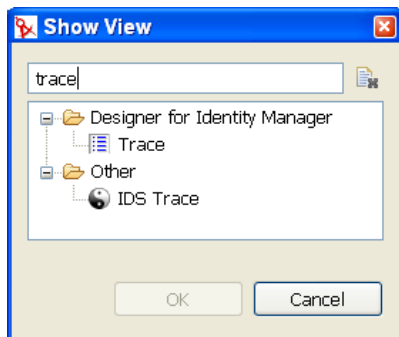 Show View
trace
Designer for Identity Manager
Trace
Other
IDS Trace
OK
Cancel